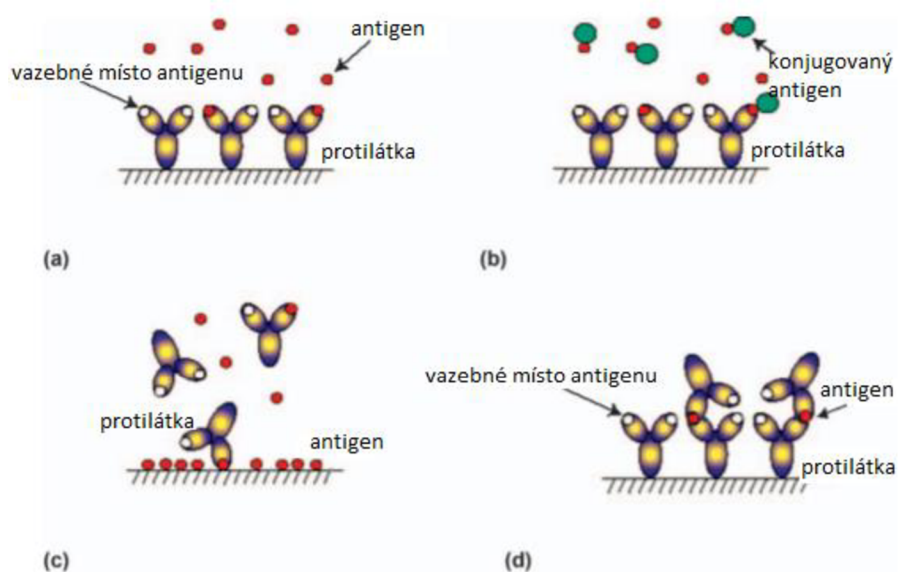 antigen
vazebné místo antigenu
protilátka
(a)
konjugovaný
antigen
protilátka
(b)
protilátka
antigen
(c)
vazebné místo antigenu
antigen
protilátka
(d)